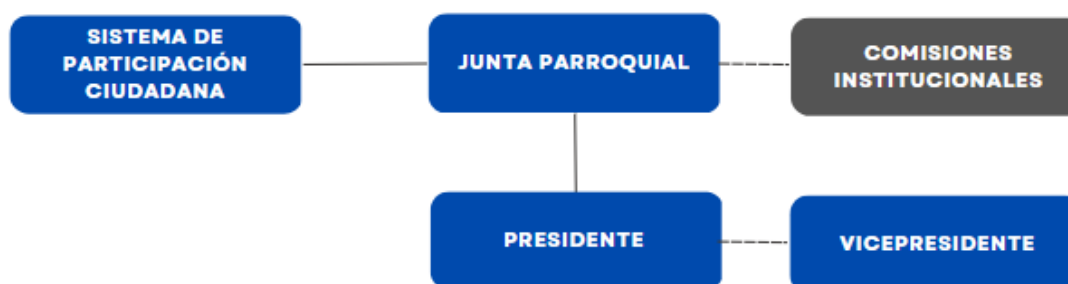 SISTEMA DE
PARTICIPACIÓN
CIUDADANA
JUNTA PARROQUIAL
COMISIONES
INSTITUCIONALES
PRESIDENTE
VICEPRESIDENTE